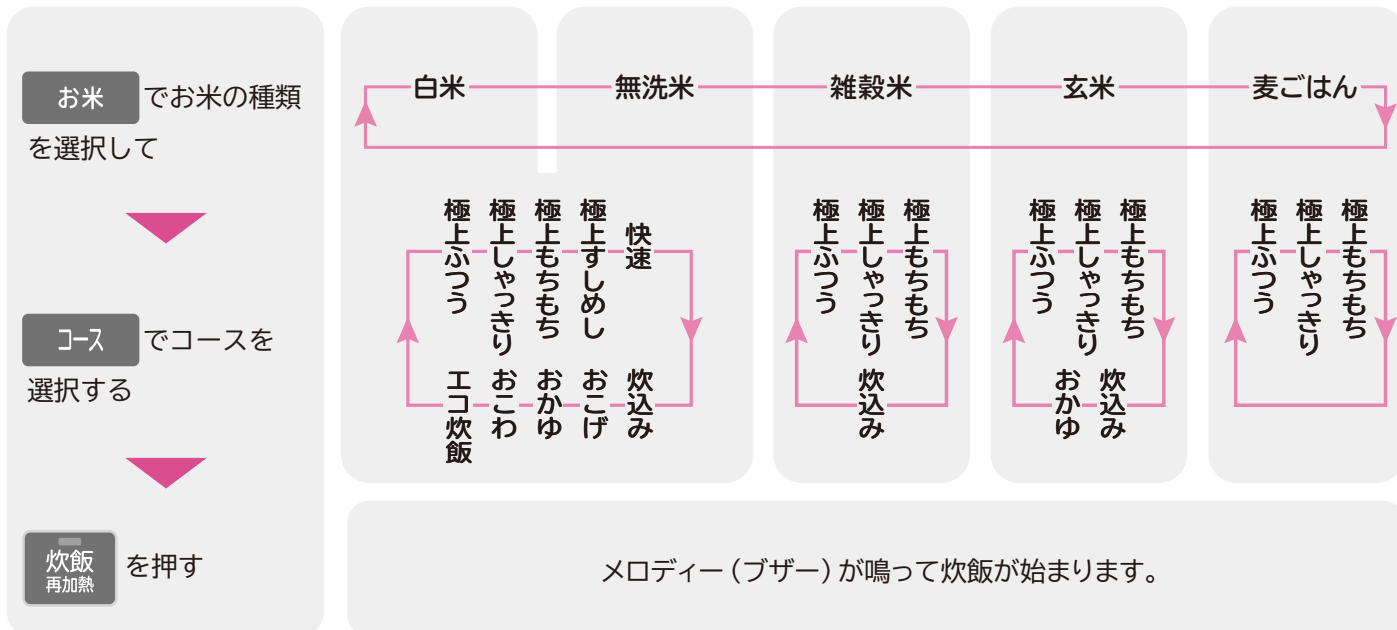 お米 でお米の種類
を選択して
コース でコースを
選択する
炊飯
再加熱
を押す
白米
無洗米
雑穀米
玄米
麦ごはん
極上ふつう
極上しゃっきり
極上もちもち
極上すしめし
快速
エコ炊飯
おこわ
おかゆ
おこげ
炊込み
極上ふつう
極上しゃっきり
極上もちもち
炊込み
極上ふつう
極上しゃっきり
極上もちもち
おかゆ
炊込み
極上ふつう
極上しゃっきり
極上もちもち
メロディー（ブザー）が鳴って炊飯が始まります。